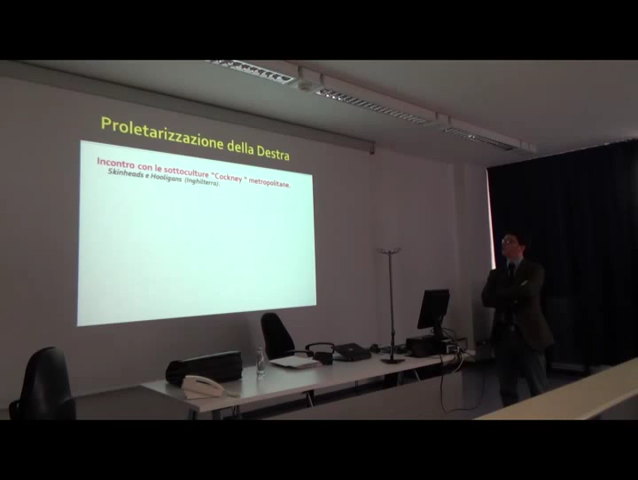 Proletarizzazione della Destra
Incontro con le sottoculture "Cockney " metropolitane.
Skinheads e Hooligans (Inghilterra).